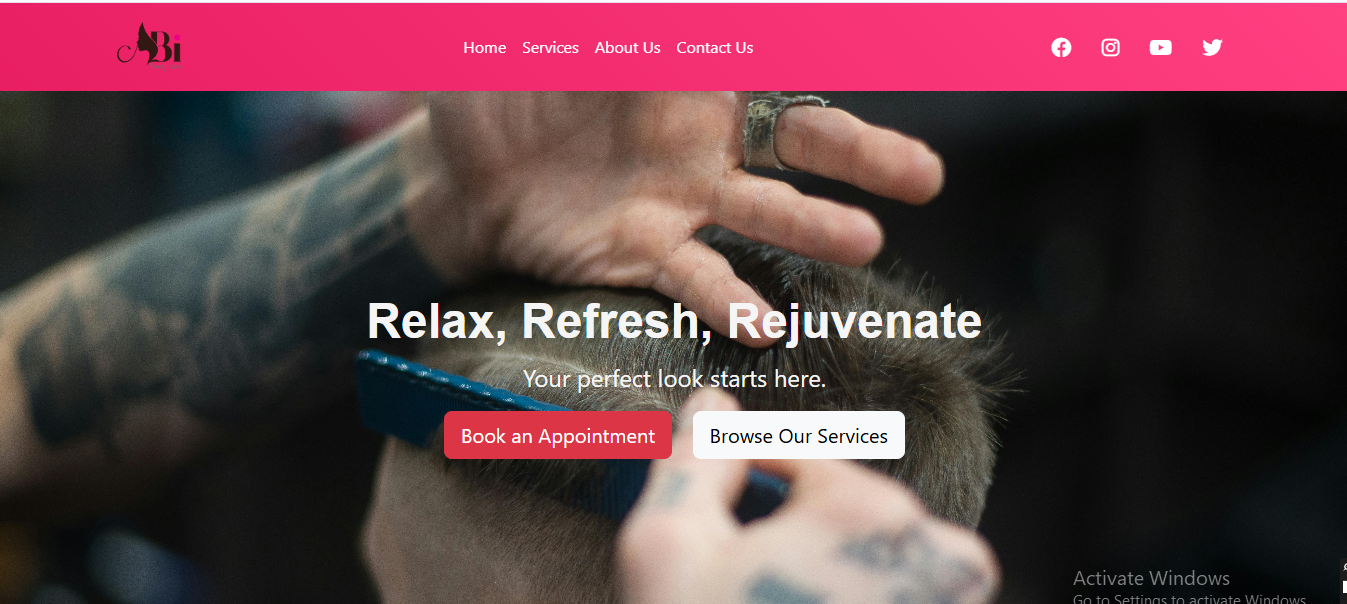 ABi
Home Services About Us Contact Us
Relax, Refresh, Rejuvenate
Your perfect look starts here.
Book an Appointment Browse Our Services
Activate Windows
Go to Settings to activate Windows